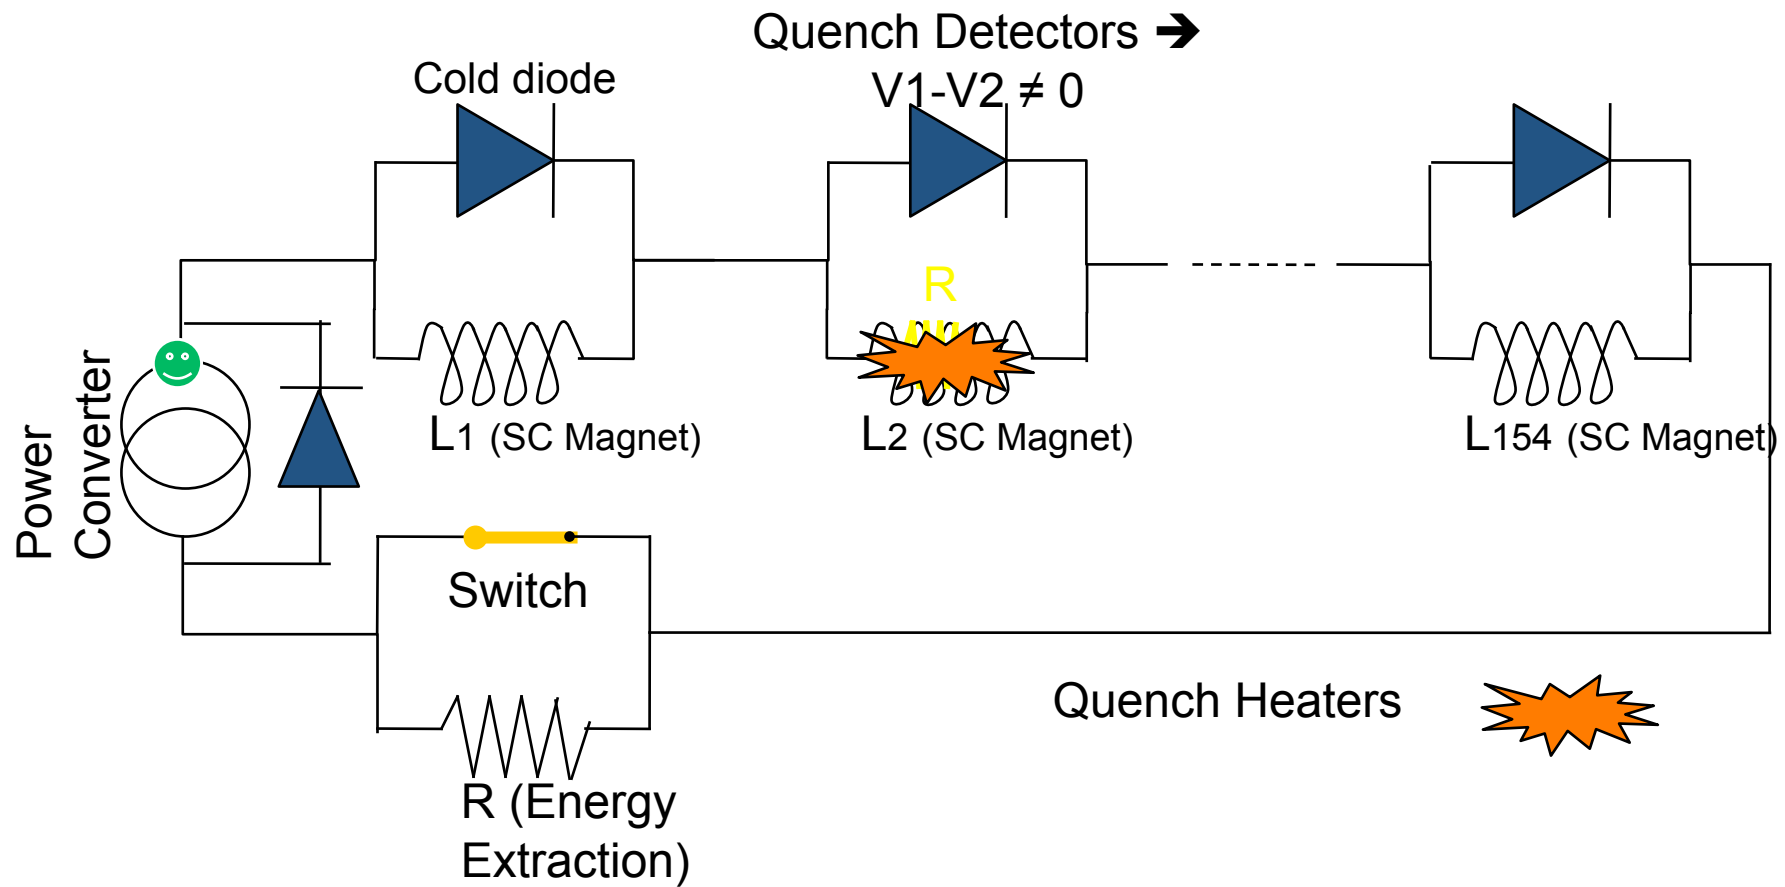 Quench Detectors ➔
V1-V2 ≠ 0
Cold diode
R
L1 (SC Magnet)
L2 (SC Magnet)
L154 (SC Magnet)
Power
Converter
Switch
Quench Heaters
R (Energy
Extraction)